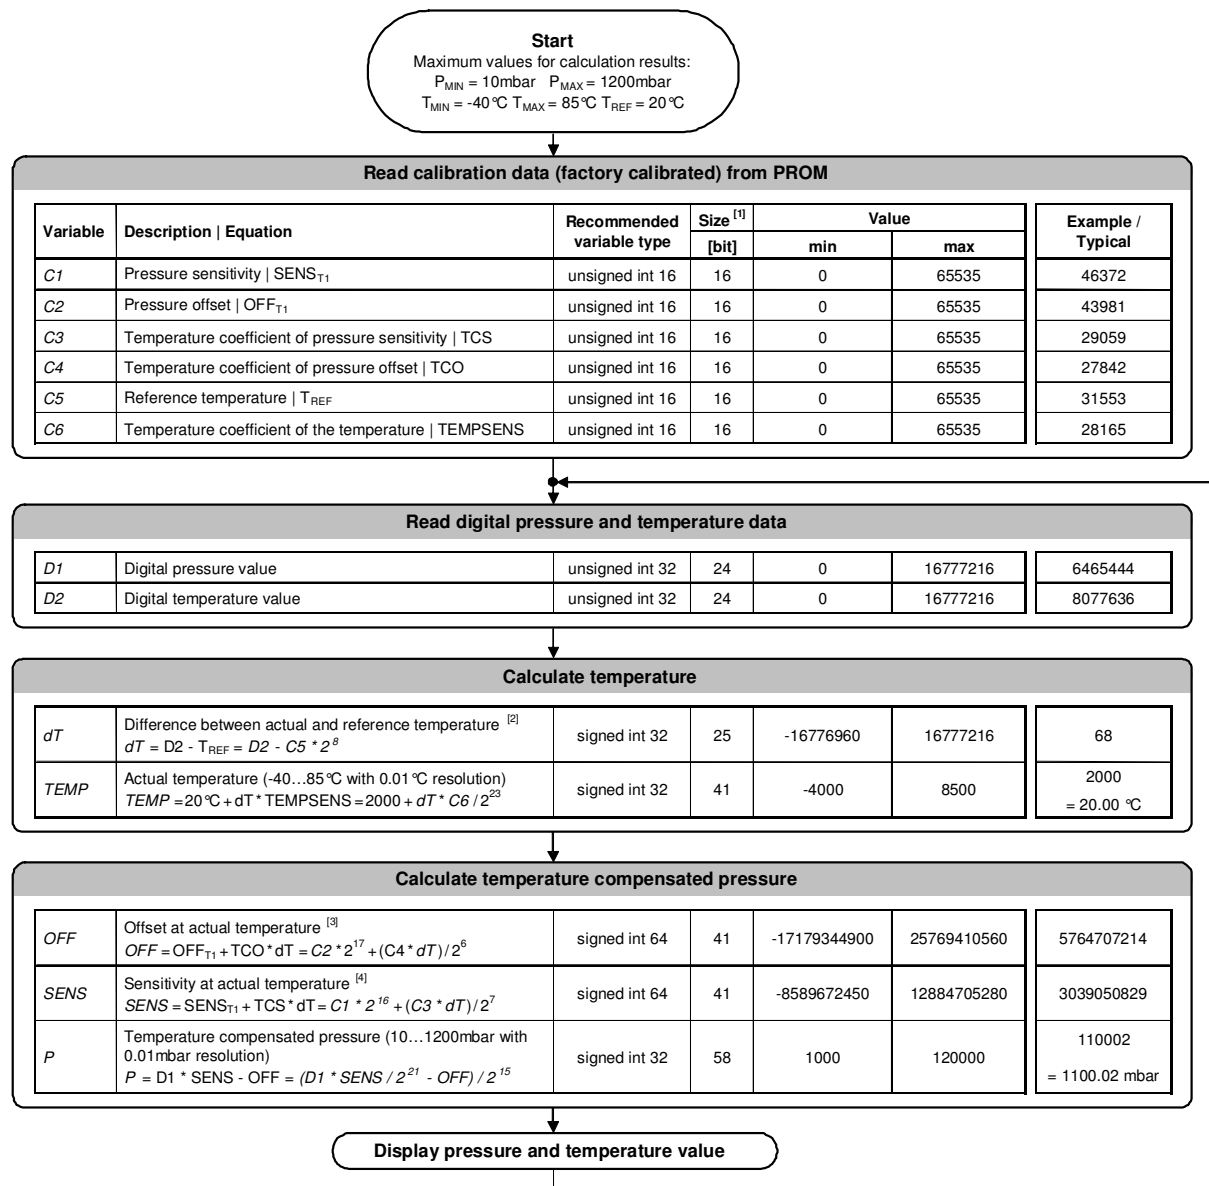 Start
Maximum values for calculation results:
PMIN = 10mbar PMAX = 1200mbar
TMIN = -40°C TMAX = 85°C TREF = 20°C
Read calibration data (factory calibrated) from PROM
Variable | Description | Equation | Recommended variable type | Size [1] [bit] | Value min | max | Example / Typical
C1 Pressure sensitivity | SENST1 unsigned int 16 16 0 65535 46372
C2 Pressure offset | OFFT1 unsigned int 16 16 0 65535 43981
C3 Temperature coefficient of pressure sensitivity | TCS unsigned int 16 16 0 65535 29059
C4 Temperature coefficient of pressure offset | TCO unsigned int 16 16 0 65535 27842
C5 Reference temperature | TREF unsigned int 16 16 0 65535 31553
C6 Temperature coefficient of the temperature | TEMPSENS unsigned int 16 16 0 65535 28165
Read digital pressure and temperature data
D1 Digital pressure value unsigned int 32 24 0 16777216 6465444
D2 Digital temperature value unsigned int 32 24 0 16777216 8077636
Calculate temperature
Difference between actual and reference temperature [2]
dT dT = D2 - TREF = D2 - C5 * 2^8 signed int 32 25 -16776960 16777216 68
Actual temperature (-40…85°C with 0.01°C resolution) 2000
TEMP TEMP = 20°C + dT * TEMPSENS = 2000 + dT * C6 / 2^23 signed int 32 41 -4000 8500 = 20.00 °C
Calculate temperature compensated pressure
Offset at actual temperature [3]
OFF OFF = OFFT1 + TCO * dT = C2 * 2^17 + (C4 * dT) / 2^6 signed int 64 41 -17179344900 25769410560 5764707214
Sensitivity at actual temperature [4]
SENS SENS = SENST1 + TCS * dT = C1 * 2^16 + (C3 * dT) / 2^7 signed int 64 41 -8589672450 12884705280 3039050829
Temperature compensated pressure (10…1200mbar with 110002
P 0.01mbar resolution) signed int 32 58 1000 120000
P = D1 * SENS - OFF = (D1 * SENS / 2^21 - OFF) / 2^15 = 1100.02 mbar
Display pressure and temperature value